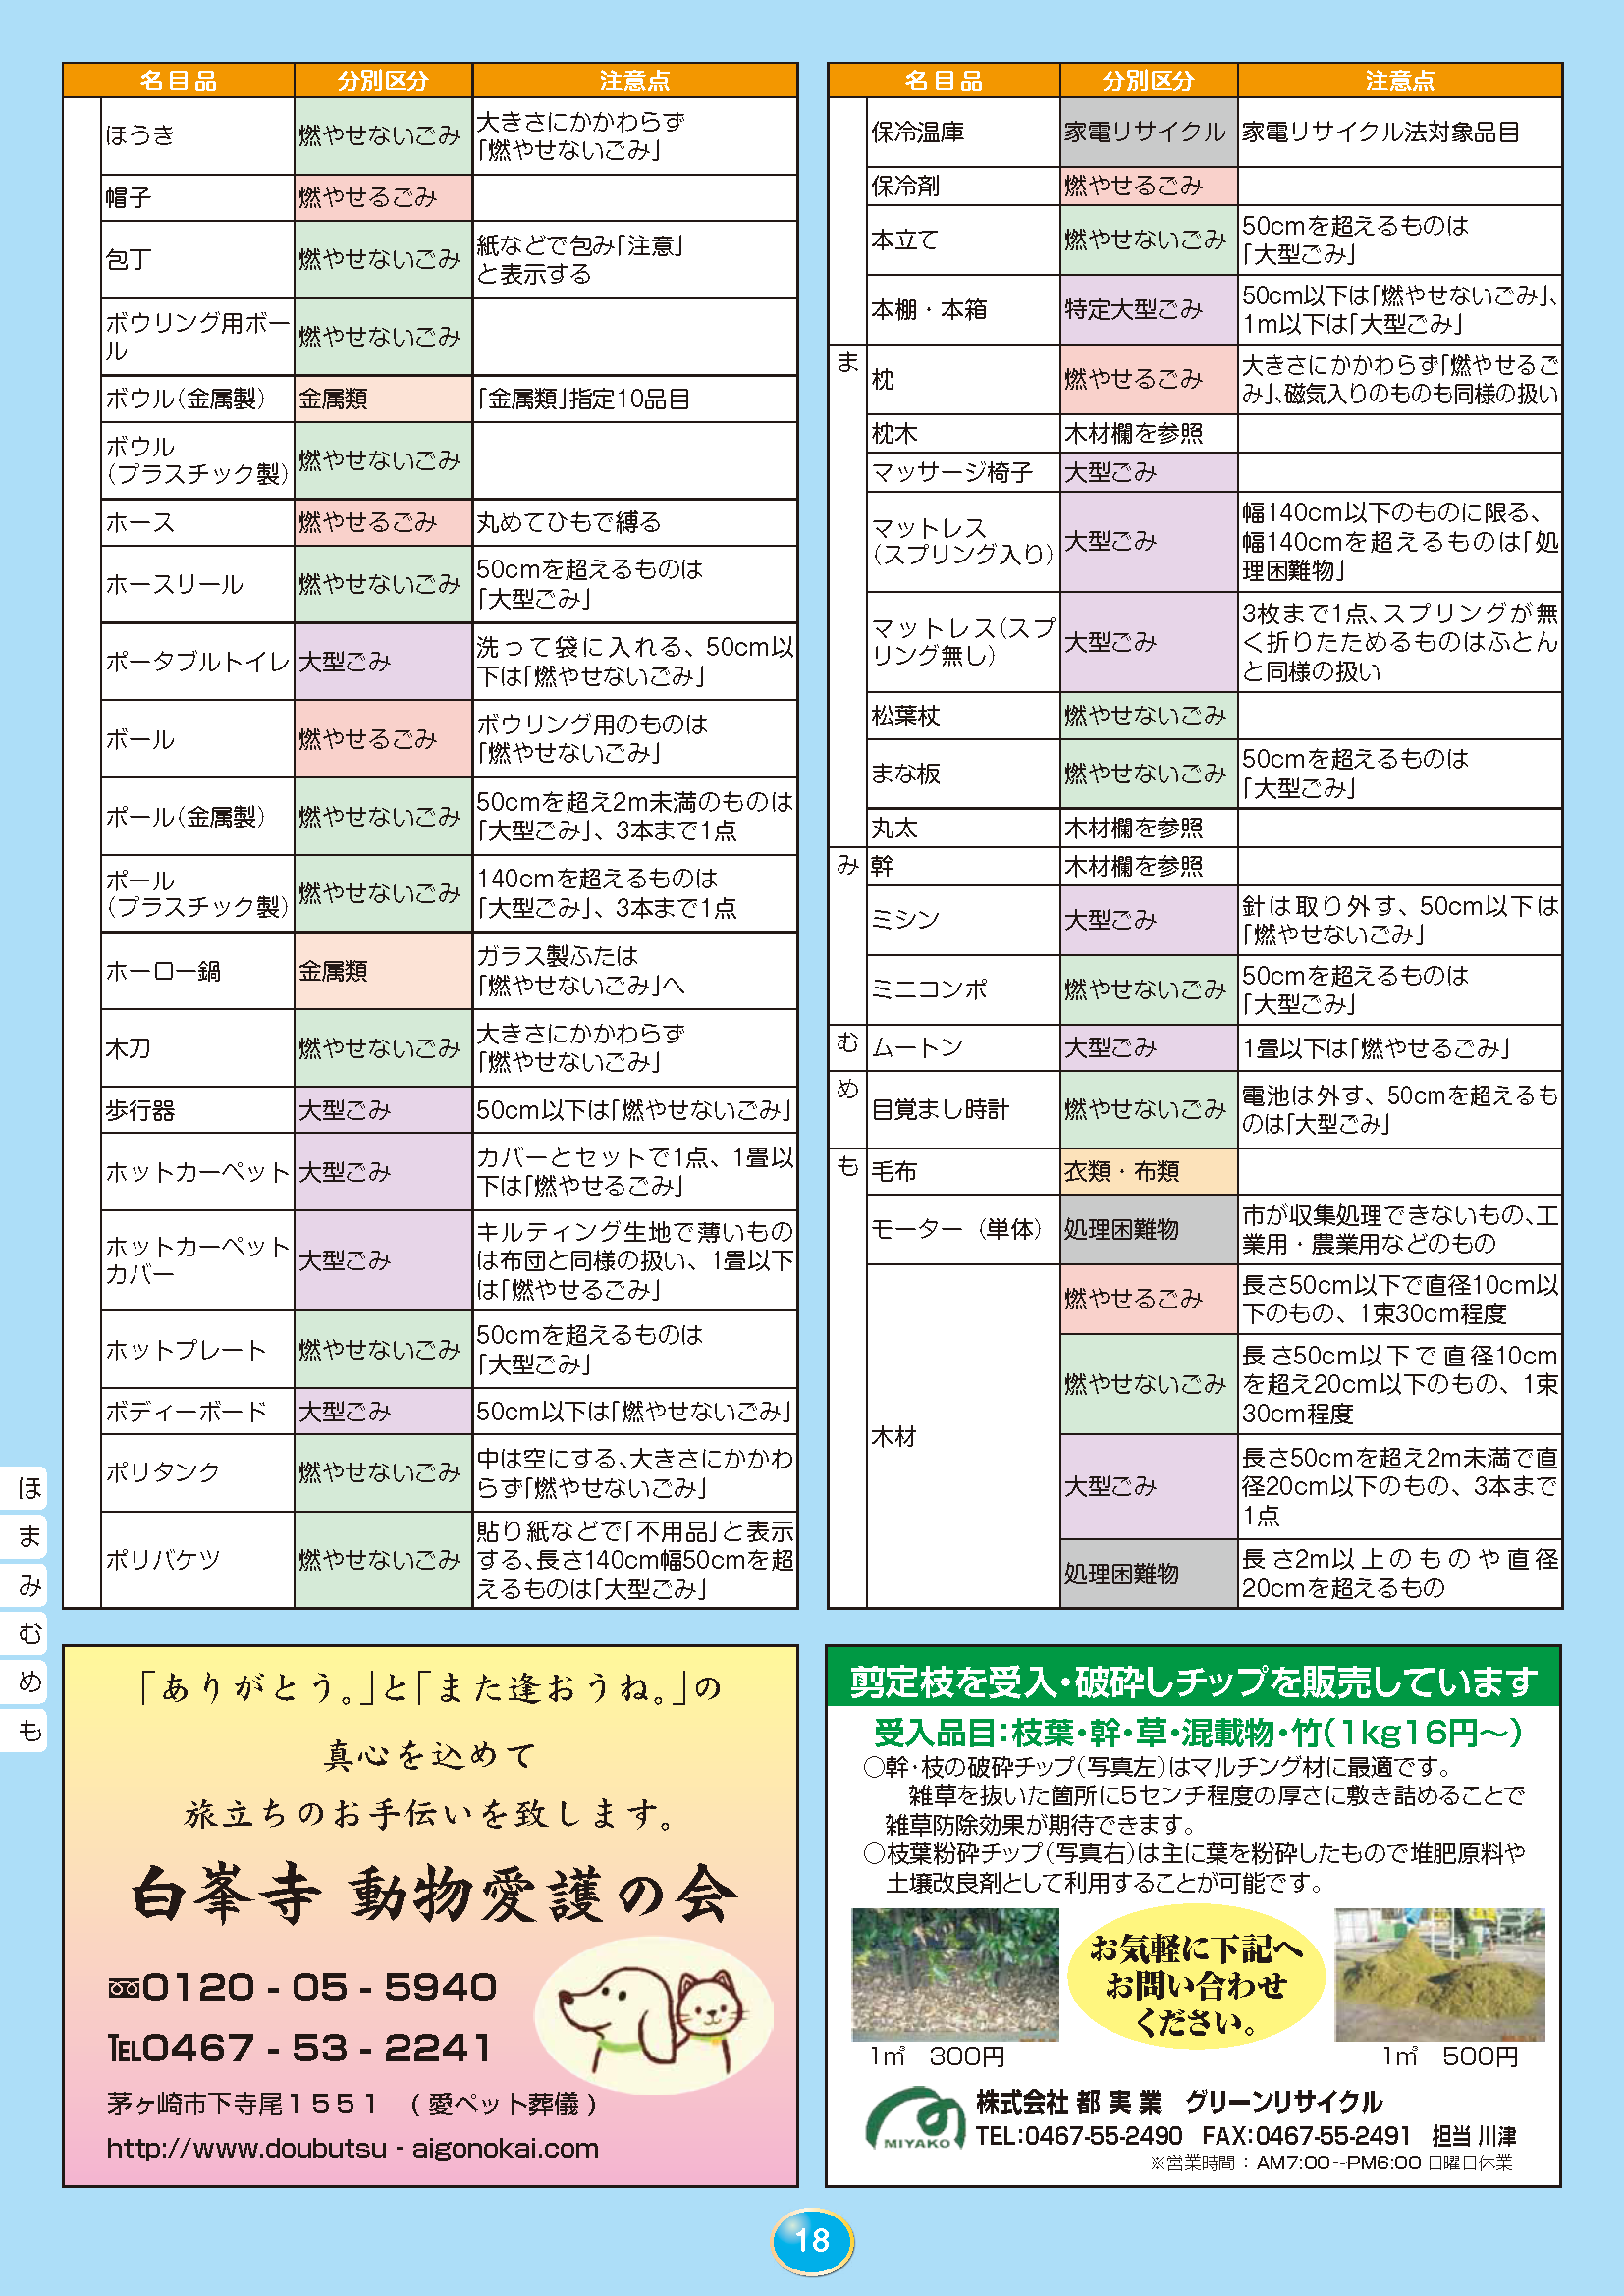 名目品 分別区分 注意点
ほうき 燃やせないごみ 大きさにかかわらず
「燃やせないごみ」
帽子 燃やせるごみ
包丁 燃やせないごみ 紙などで包み「注意」
と表示する
ボウリング用ボー
ル 燃やせないごみ
ボウル（金属製） 金属類 「金属類」指定10品目
ボウル
（プラスチック製） 燃やせないごみ
ホース 燃やせるごみ 丸めてひもで縛る
ホースリール 燃やせないごみ 50cmを超えるものは
「大型ごみ」
ポータブルトイレ 大型ごみ 洗って袋に入れる、50cm以
下は「燃やせないごみ」
ボール 燃やせるごみ ボウリング用のものは
「燃やせないごみ」
ポール（金属製） 燃やせないごみ 50cmを超え2m未満のものは
「大型ごみ」、3本まで1点
ポール
（プラスチック製） 燃やせないごみ 140cmを超えるものは
「大型ごみ」、3本まで1点
ホーロー鍋 金属類 ガラス製ふたは
「燃やせないごみ」へ
木刀 燃やせないごみ 大きさにかかわらず
「燃やせないごみ」
歩行器 大型ごみ 50cm以下は「燃やせないごみ」
ホットカーペット 大型ごみ カバーとセットで1点、1畳以
下は「燃やせるごみ」
ホットカーペット
カバー 大型ごみ キルティング生地で薄いもの
は布団と同様の扱い、1畳以下
は「燃やせるごみ」
ホットプレート 燃やせないごみ 50cmを超えるものは
「大型ごみ」
ボディーボード 大型ごみ 50cm以下は「燃やせないごみ」
ポリタンク 燃やせないごみ 中は空にする、大きさにかかわ
らず「燃やせないごみ」
ポリバケツ 燃やせないごみ 貼り紙などで「不用品」と表示
する、長さ140cm幅50cmを超
えるものは「大型ごみ」
名目品 分別区分 注意点
保冷温庫 家電リサイクル 家電リサイクル法対象品目
保冷剤 燃やせるごみ
本立て 燃やせないごみ 50cmを超えるものは
「大型ごみ」
本棚・本箱 特定大型ごみ 50cm以下は「燃やせないごみ」、
1m以下は「大型ごみ」
ま 枕 燃やせるごみ 大きさにかかわらず「燃やせるご
み」、磁気入りのものも同様の扱い
枕木 木材欄を参照
マッサージ椅子 大型ごみ
マットレス
（スプリング入り） 大型ごみ 幅140cm以下のものに限る、
幅140cmを超えるものは「処
理困難物」
マットレス（スプ
リング無し） 大型ごみ 3枚まで1点、スプリングが無
く折りたためるものはふとん
と同様の扱い
松葉杖 燃やせないごみ
まな板 燃やせないごみ 50cmを超えるものは
「大型ごみ」
丸太 木材欄を参照
み 幹 木材欄を参照
ミシン 大型ごみ 針は取り外す、50cm以下は
「燃やせないごみ」
ミニコンポ 燃やせないごみ 50cmを超えるものは
「大型ごみ」
む ムートン 大型ごみ 1畳以下は「燃やせるごみ」
め 目覚まし時計 燃やせないごみ 電池は外す、50cmを超えるも
のは「大型ごみ」
も 毛布 衣類・布類
モーター（単体） 処理困難物 市が収集処理できないもの、工
業用・農業用などのもの
木材 燃やせるごみ 長さ50cm以下で直径10cm以
下のもの、1束30cm程度
燃やせないごみ 長さ50cm以下で直径10cm
を超え20cm以下のもの、1束
30cm程度
大型ごみ 長さ50cmを超え2m未満で直
径20cm以下のもの、3本まで
1点
処理困難物 長さ2m以上のものや直径
20cmを超えるもの
ほ
ま
み
む
め
も
「ありがとう。」と「また逢おうね。」の
真心を込めて
旅立ちのお手伝いを致します。
白峯寺 動物愛護の会
0120 - 05 - 5940
TEL0467 - 53 - 2241
茅ヶ崎市下寺尾１５５１ （愛ペット葬儀）
http://www.doubutsu - aigonokai.com
剪定枝を受入・破砕しチップを販売しています
受入品目：枝葉・幹・草・混載物・竹（1kg16円～）
○幹・枝の破砕チップ（写真左）はマルチング材に最適です。
雑草を抜いた箇所に5センチ程度の厚さに敷き詰めることで
雑草防除効果が期待できます。
○枝葉粉砕チップ（写真右）は主に葉を粉砕したもので堆肥原料や
土壌改良剤として利用することが可能です。
お気軽に下記へ
お問い合わせ
ください。
1㎥ 300円
1㎥ 500円
MIYAKO
株式会社 都実業 グリーンリサイクル
TEL：0467-55-2490 FAX：0467-55-2491 担当 川津
※営業時間：AM7:00～PM6:00 日曜日休業
18